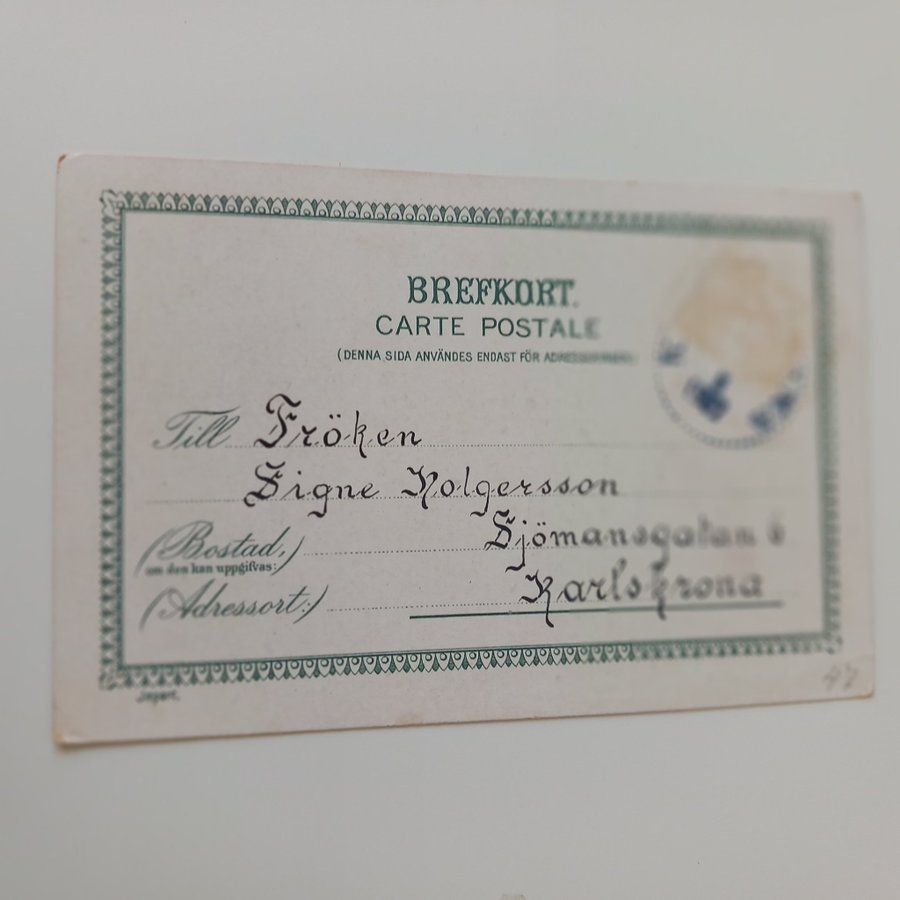 BREFKORT.
CARTE POSTALE
(DENNA SIDA ANVÄNDES ENDAST FÖR
Till Fröken
Signe Holgersson
(Bostad,)
om den kan uppgifvas:
Sjömansgatan 6
(Adressort:)
Karlskrona
47